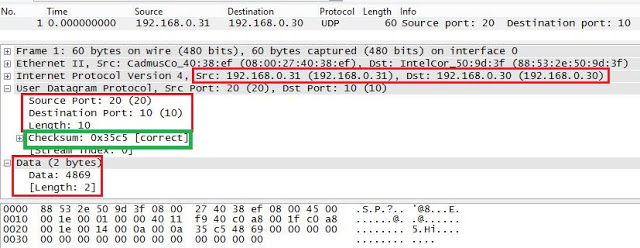 No. Time Source Destination Protocol Length Info
1 0.000000000 192.168.0.31 192.168.0.30 UDP 60 Source port: 20 Destination port: 10
Frame 1: 60 bytes on wire (480 bits), 60 bytes captured (480 bits) on interface 0
Ethernet II, Src: CadmusCo_40:38:ef (08:00:27:40:38:ef), Dst: IntelCor_50:9d:3f (88:53:2e:50:9d:3f)
Internet Protocol Version 4, Src: 192.168.0.31 (192.168.0.31), Dst: 192.168.0.30 (192.168.0.30)
User Datagram Protocol, Src Port: 20 (20), Dst Port: 10 (10)
Source Port: 20 (20)
Destination Port: 10 (10)
Length: 10
Checksum: 0x35c5 [correct]
[Stream index: 0]
Data (2 bytes)
Data: 4869
[Length: 2]
0000 88 53 2e 50 9d 3f 08 00 27 40 38 ef 08 00 45 00 .S.P.?.. '@8...E.
0010 00 1e 00 01 00 00 40 11 f9 40 c0 a8 00 1f c0 a8 ......@. .@......
0020 00 1e 00 14 00 0a 00 0a 35 c5 48 69 00 00 00 00 ........ 5.Hi....
0030 00 00 00 00 00 00 00 00 00 00 00 00 ........ ....